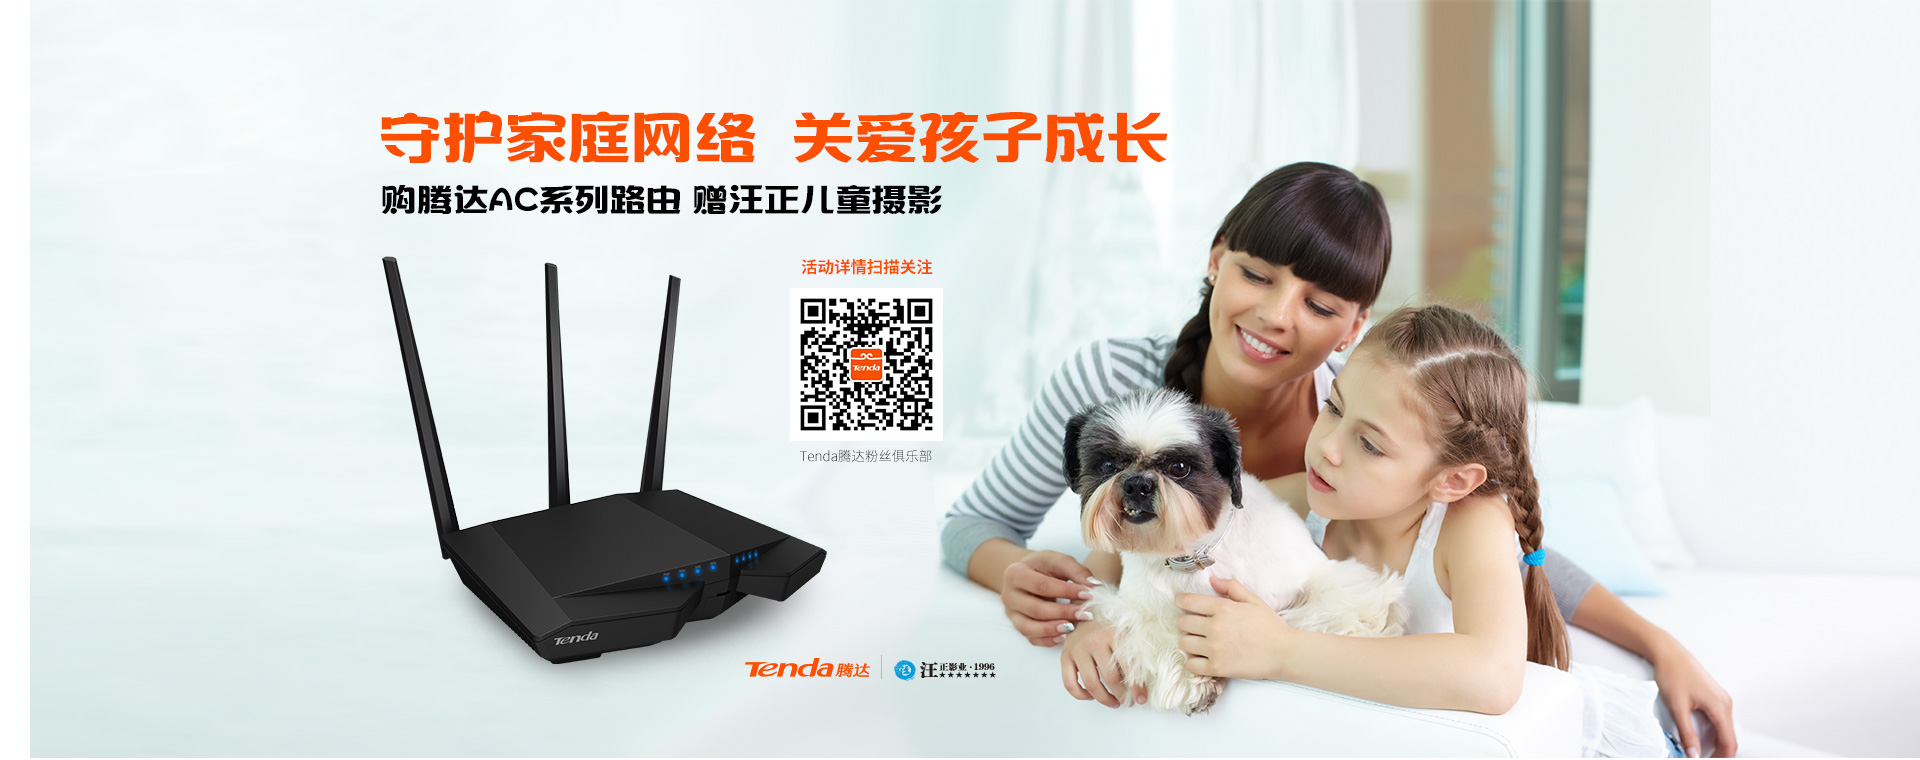 守护家庭网络 关爱孩子成长
购腾达AC系列路由 赠汪正儿童摄影
活动详情扫描关注
Tenda
Tenda腾达粉丝俱乐部
Tenda
Tenda腾达
汪正影业·1996